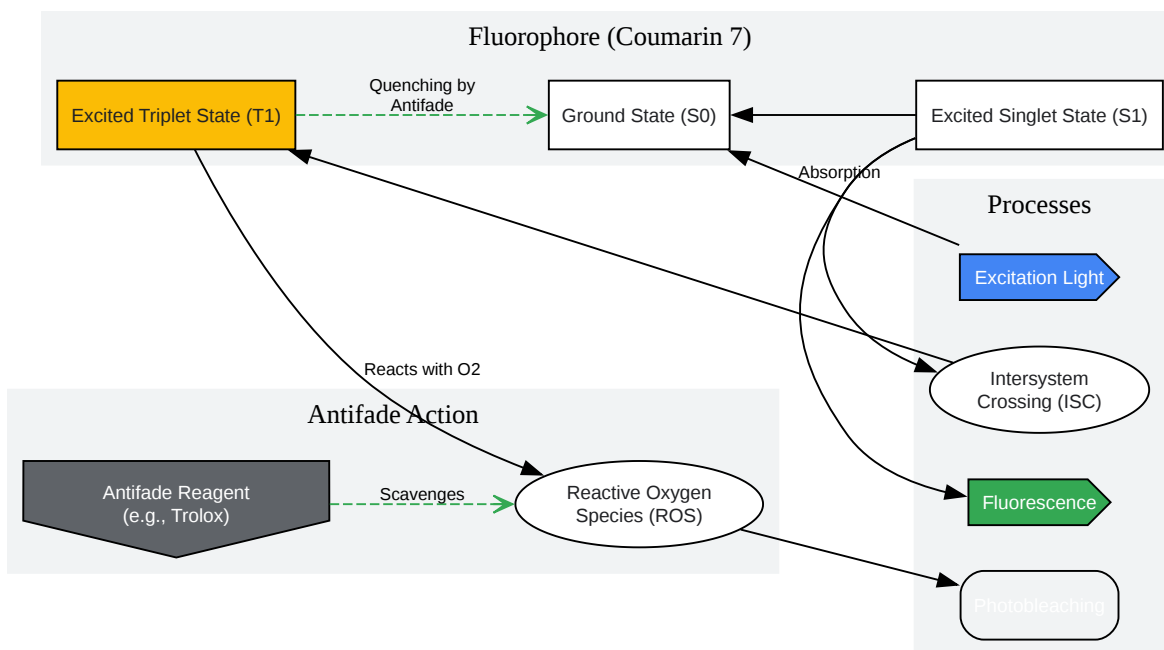 Fluorophore (Coumarin 7)
Quenching by
Antifade
Excited Triplet State (T1)
Ground State (S0)
Excited Singlet State (S1)
Absorption
Processes
Excitation Light
Reacts with O2
Intersystem
Crossing (ISC)
Antifade Action
Antifade Reagent
(e.g., Trolox)
Scavenges
Reactive Oxygen
Species (ROS)
Fluorescence
Photobleaching